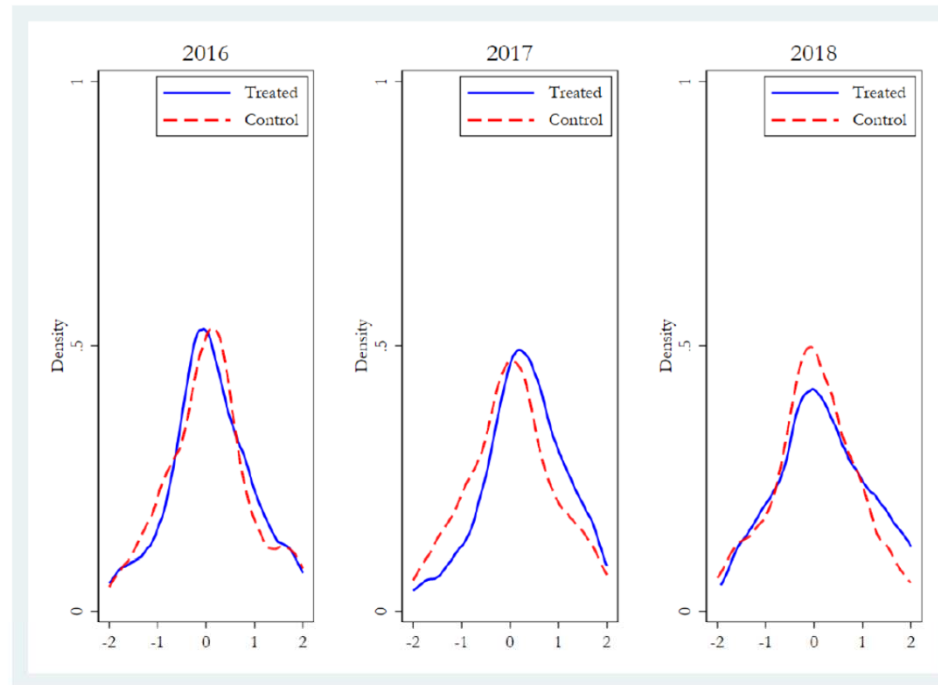 2016
1
Treated
Control
.5
Density
0
-2 -1 0 1 2
2017
1
Treated
Control
.5
Density
0
-2 -1 0 1 2
2018
1
Treated
Control
.5
Density
0
-2 -1 0 1 2